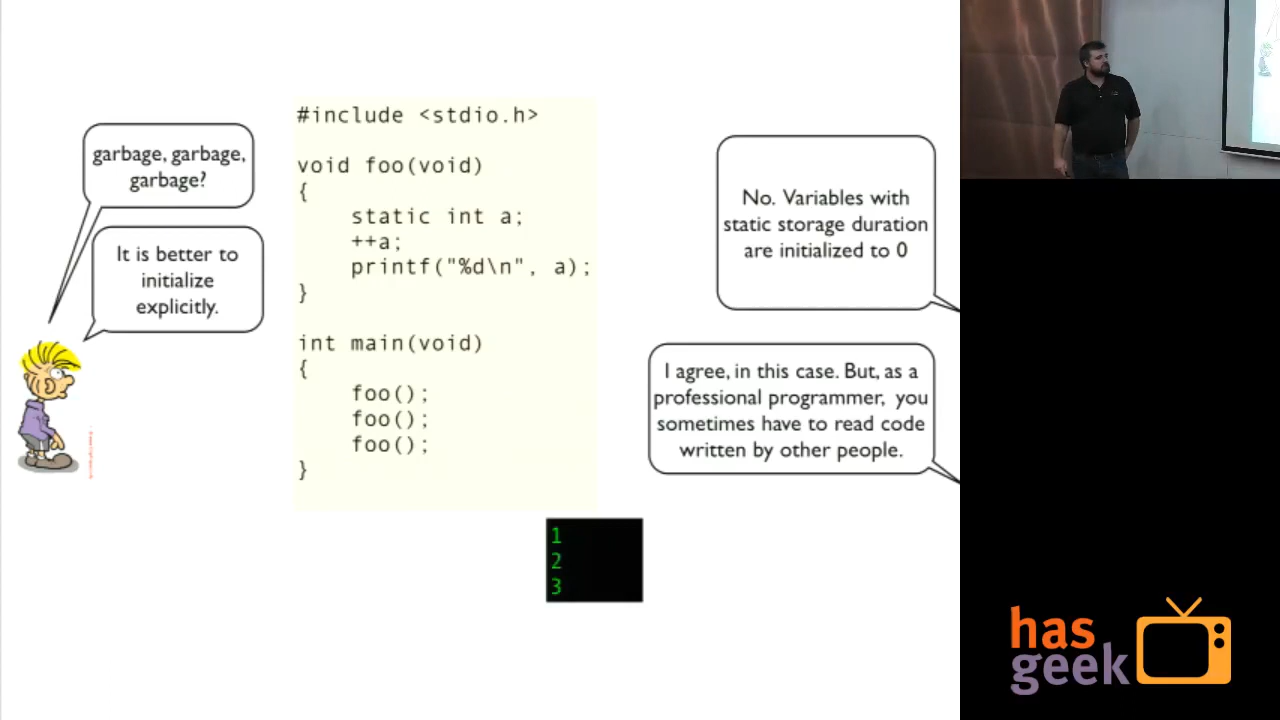 garbage, garbage,
garbage?
It is better to
initialize
explicitly.
#include <stdio.h>
void foo(void)
{
    static int a;
    ++a;
    printf("%d\n", a);
}
int main(void)
{
    foo();
    foo();
    foo();
}
No. Variables with
static storage duration
are initialized to 0
I agree, in this case. But, as a
professional programmer, you
sometimes have to read code
written by other people.
1
2
3
has
geek